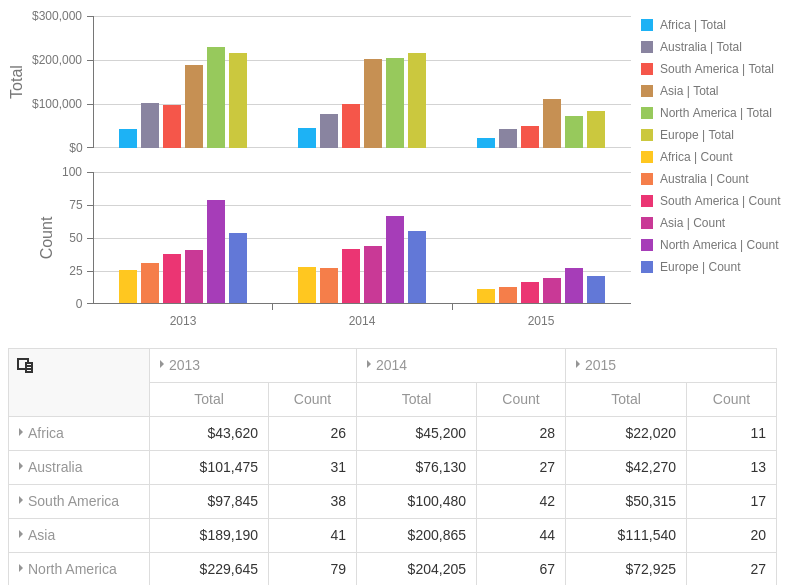 $300,000
$200,000
$100,000
$0
Total
100
75
50
25
0
Count
2013 2014 2015
Africa | Total
Australia | Total
South America | Total
Asia | Total
North America | Total
Europe | Total
Africa | Count
Australia | Count
South America | Count
Asia | Count
North America | Count
Europe | Count
2013 2014 2015
Total Count Total Count Total Count
Africa $43,620 26 $45,200 28 $22,020 11
Australia $101,475 31 $76,130 27 $42,270 13
South America $97,845 38 $100,480 42 $50,315 17
Asia $189,190 41 $200,865 44 $111,540 20
North America $229,645 79 $204,205 67 $72,925 27